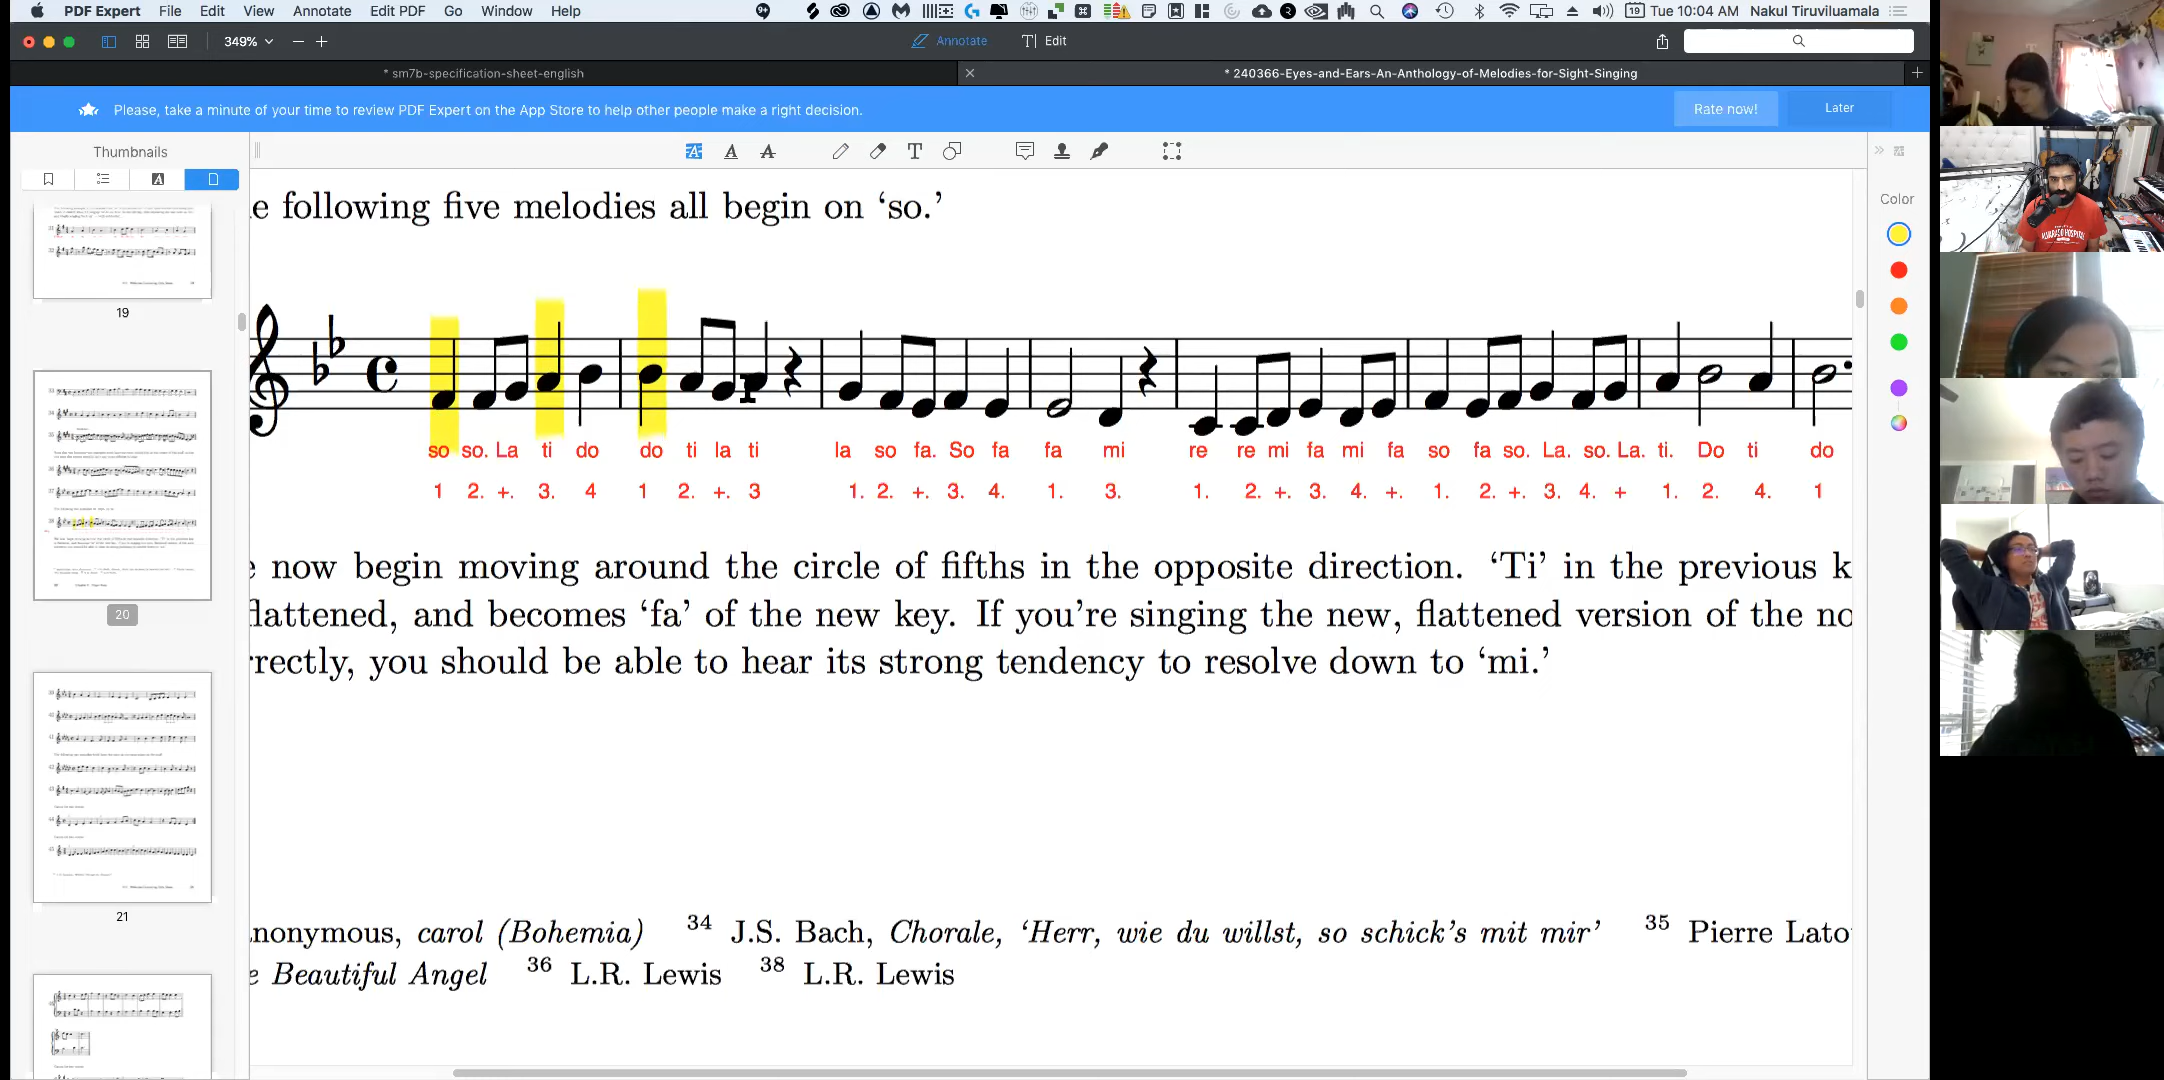 PDF Expert File Edit View Annotate Edit PDF Go Window Help 9+ 19 Tue 10:04 AM Nakul Tiruviluamala
349% Annotate T Edit
* sm7b-specification-sheet-english * 240366-Eyes-and-Ears-An-Anthology-of-Melodies-for-Sight-Singing
Please, take a minute of your time to review PDF Expert on the App Store to help other people make a right decision. Rate now! Later
Thumbnails
Color
e following five melodies all begin on ‘so.’
so so. La ti do do ti la ti la so fa. So fa fa mi re re mi fa mi fa so fa so. La. so. La. ti. Do ti do
1 2. +. 3. 4 1 2. +. 3 1. 2. +. 3. 4. 1. 3. 1. 2. +. 3. 4. +. 1. 2. +. 3. 4. + 1. 2. 4. 1
e now begin moving around the circle of fifths in the opposite direction. ‘Ti’ in the previous k
flattened, and becomes ‘fa’ of the new key. If you’re singing the new, flattened version of the no
rrectly, you should be able to hear its strong tendency to resolve down to ‘mi.’
nonymous, carol (Bohemia) 34 J.S. Bach, Chorale, ‘Herr, wie du willst, so schick’s mit mir’ 35 Pierre Lato
e Beautiful Angel 36 L.R. Lewis 38 L.R. Lewis
19
20
21
ALVARADO HOSPITAL